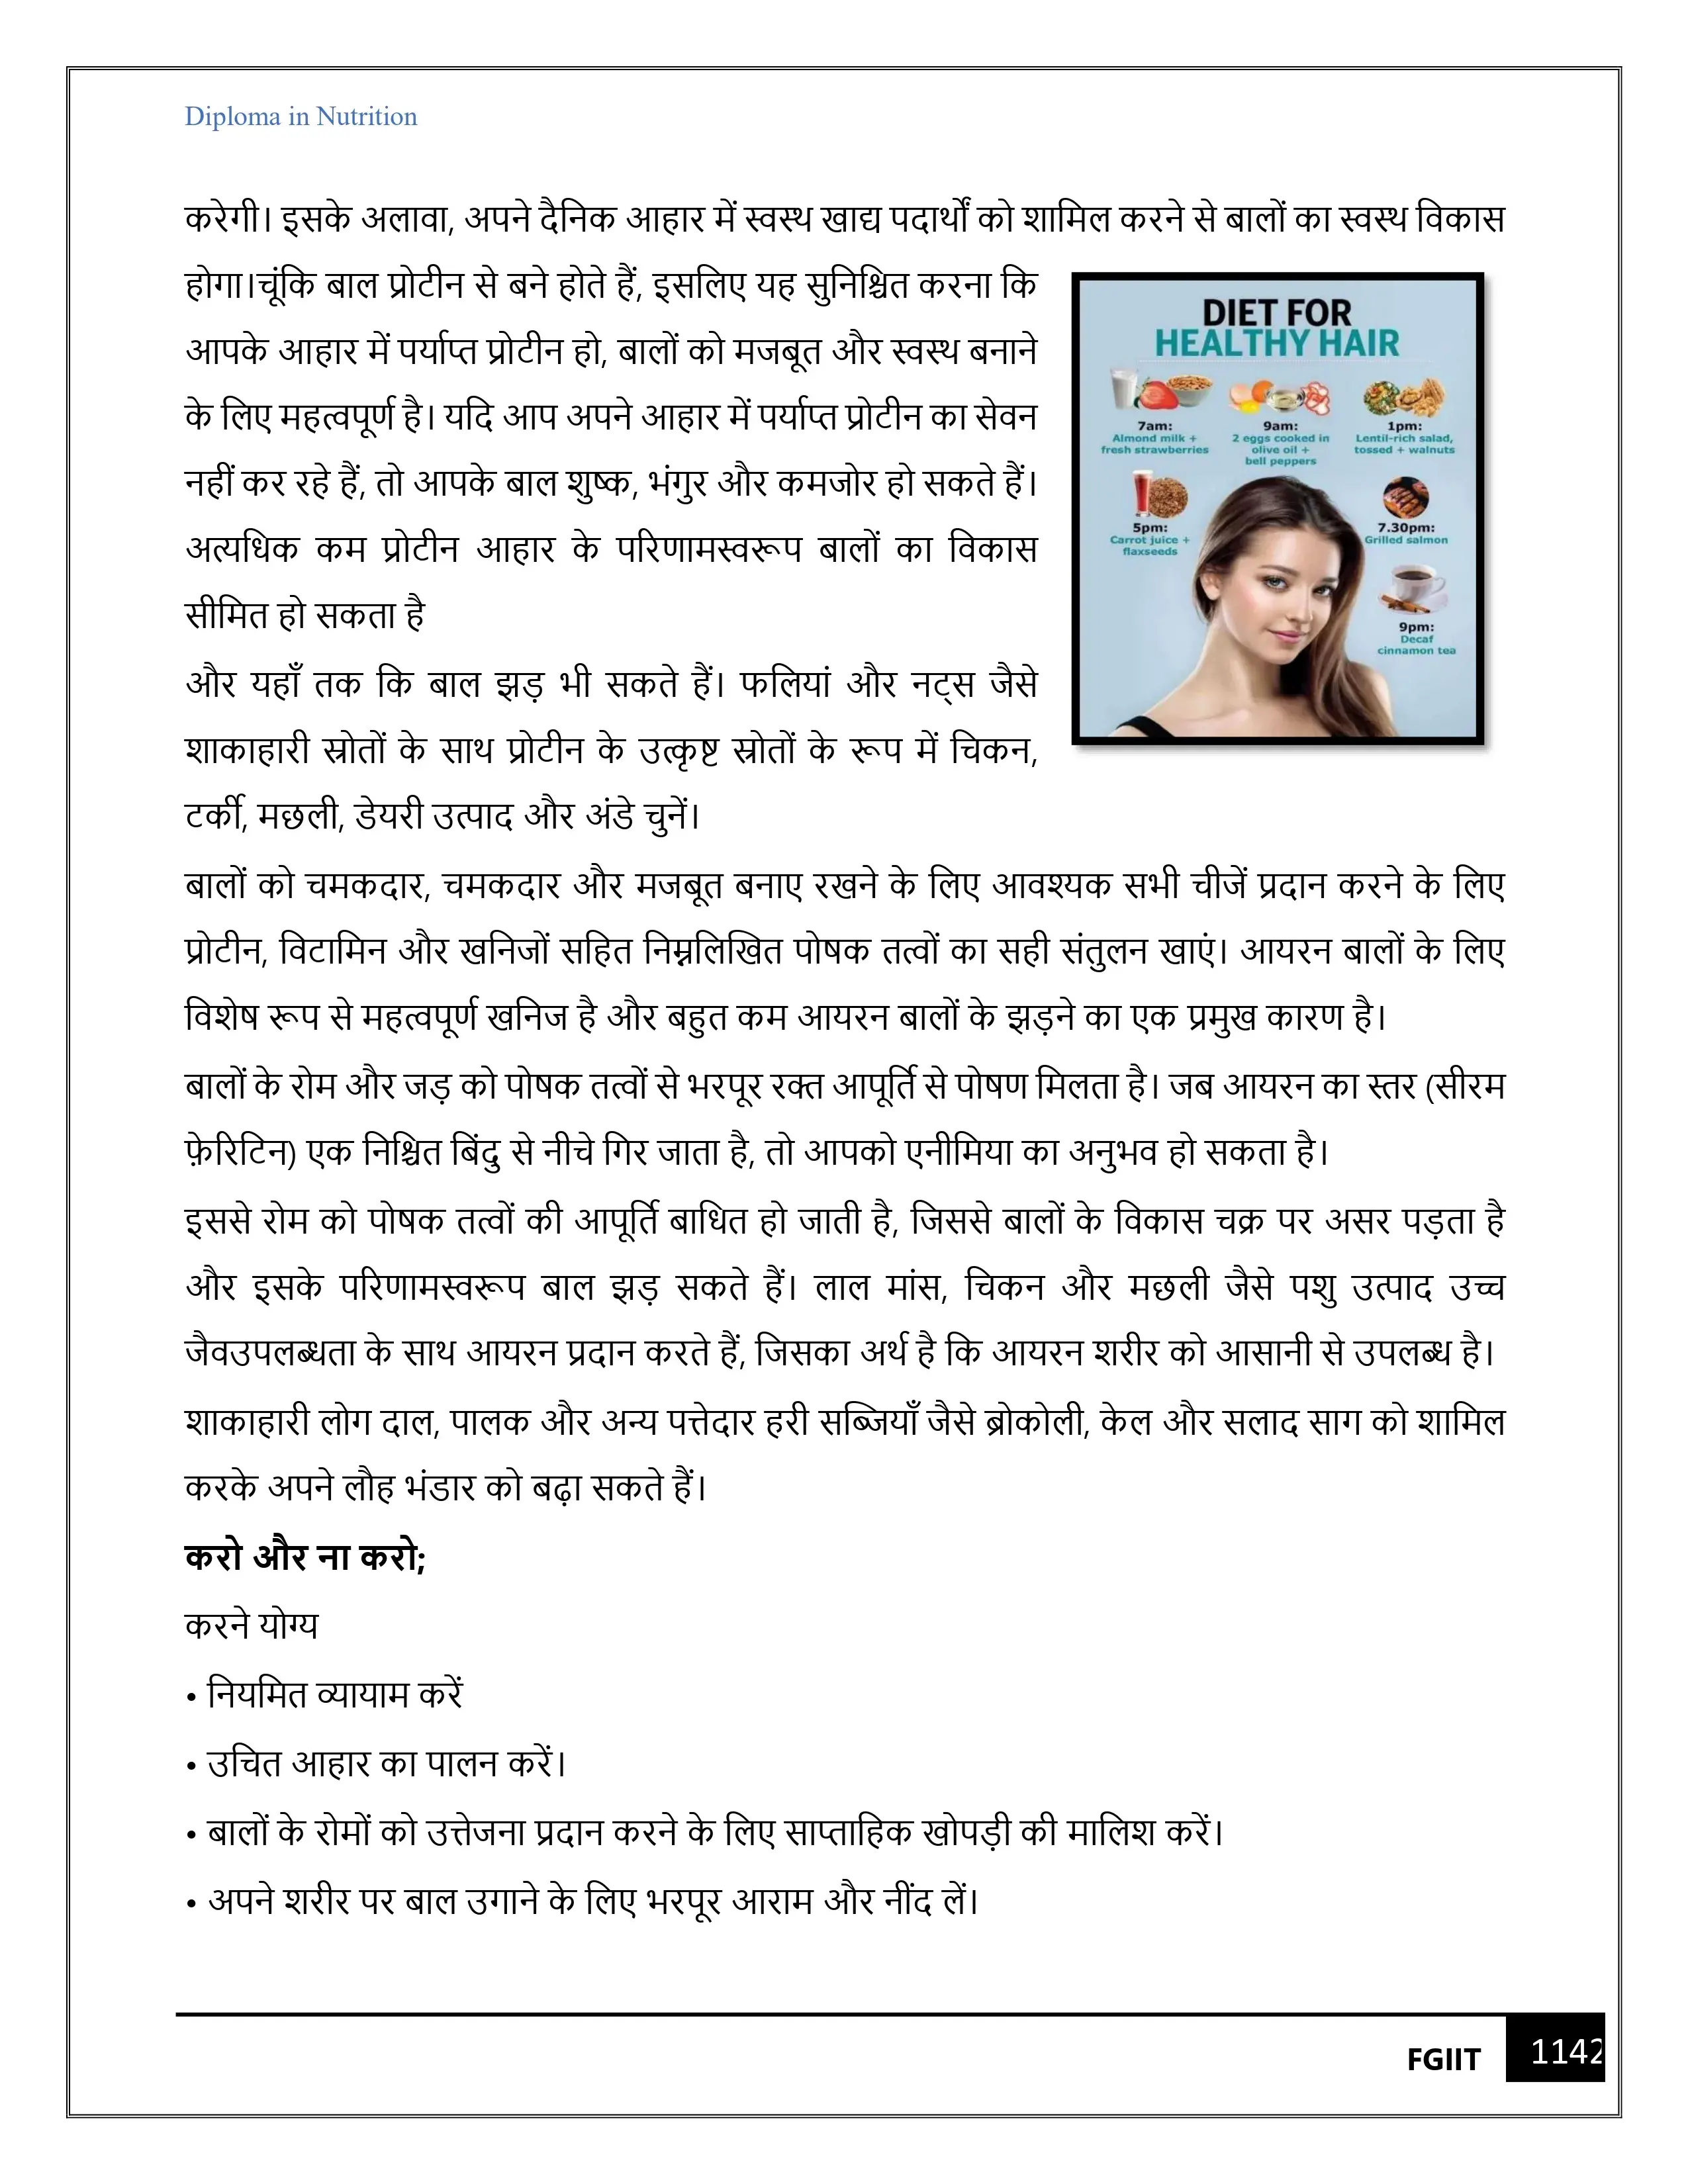 Diploma in Nutrition
करेगी। इसके अलावा, अपने दैनिक आहार में स्वस्थ खाद्य पदार्थों को शामिल करने से बालों का स्वस्थ विकास
होगा।चूंकि बाल प्रोटीन से बने होते हैं, इसलिए यह सुनिश्चित करना कि
आपके आहार में पर्याप्त प्रोटीन हो, बालों को मजबूत और स्वस्थ बनाने
के लिए महत्वपूर्ण है। यदि आप अपने आहार में पर्याप्त प्रोटीन का सेवन
नहीं कर रहे हैं, तो आपके बाल शुष्क, भंगुर और कमजोर हो सकते हैं।
अत्यधिक कम प्रोटीन आहार के परिणामस्वरूप बालों का विकास
सीमित हो सकता है
और यहाँ तक कि बाल झड़ भी सकते हैं। फलियां और नट्स जैसे
शाकाहारी स्रोतों के साथ प्रोटीन के उत्कृष्ट स्रोतों के रूप में चिकन,
टर्की, मछली, डेयरी उत्पाद और अंडे चुनें।
DIET FOR
HEALTHY HAIR
7am:
Almond milk +
fresh strawberries
9am:
2 eggs cooked in
olive oil +
bell peppers
1pm:
Lentil-rich salad,
tossed + walnuts
5pm:
Carrot juice +
flaxseeds
7.30pm:
Grilled salmon
9pm:
Decaf
cinnamon tea
बालों को चमकदार, चमकदार और मजबूत बनाए रखने के लिए आवश्यक सभी चीजें प्रदान करने के लिए
प्रोटीन, विटामिन और खनिजों सहित निम्नलिखित पोषक तत्वों का सही संतुलन खाएं। आयरन बालों के लिए
विशेष रूप से महत्वपूर्ण खनिज है और बहुत कम आयरन बालों के झड़ने का एक प्रमुख कारण है।
बालों के रोम और जड़ को पोषक तत्वों से भरपूर रक्त आपूर्ति से पोषण मिलता है। जब आयरन का स्तर (सीरम
फ़ेरिटिन) एक निश्चित बिंदु से नीचे गिर जाता है, तो आपको एनीमिया का अनुभव हो सकता है।
इससे रोम को पोषक तत्वों की आपूर्ति बाधित हो जाती है, जिससे बालों के विकास चक्र पर असर पड़ता है
और इसके परिणामस्वरूप बाल झड़ सकते हैं। लाल मांस, चिकन और मछली जैसे पशु उत्पाद उच्च
जैवउपलब्धता के साथ आयरन प्रदान करते हैं, जिसका अर्थ है कि आयरन शरीर को आसानी से उपलब्ध है।
शाकाहारी लोग दाल, पालक और अन्य पत्तेदार हरी सब्जियाँ जैसे ब्रोकोली, केल और सलाद साग को शामिल
करके अपने लौह भंडार को बढ़ा सकते हैं।
करो और ना करो;
करने योग्य
• नियमित व्यायाम करें
• उचित आहार का पालन करें।
• बालों के रोमों को उत्तेजना प्रदान करने के लिए साप्ताहिक खोपड़ी की मालिश करें।
• अपने शरीर पर बाल उगाने के लिए भरपूर आराम और नींद लें।
FGIIT 1142